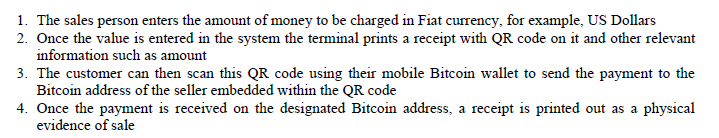 1. The sales person enters the amount of money to be charged in Fiat currency, for example, US Dollars
2. Once the value is entered in the system the terminal prints a receipt with QR code on it and other relevant
information such as amount
3. The customer can then scan this QR code using their mobile Bitcoin wallet to send the payment to the
Bitcoin address of the seller embedded within the QR code
4. Once the payment is received on the designated Bitcoin address, a receipt is printed out as a physical
evidence of sale